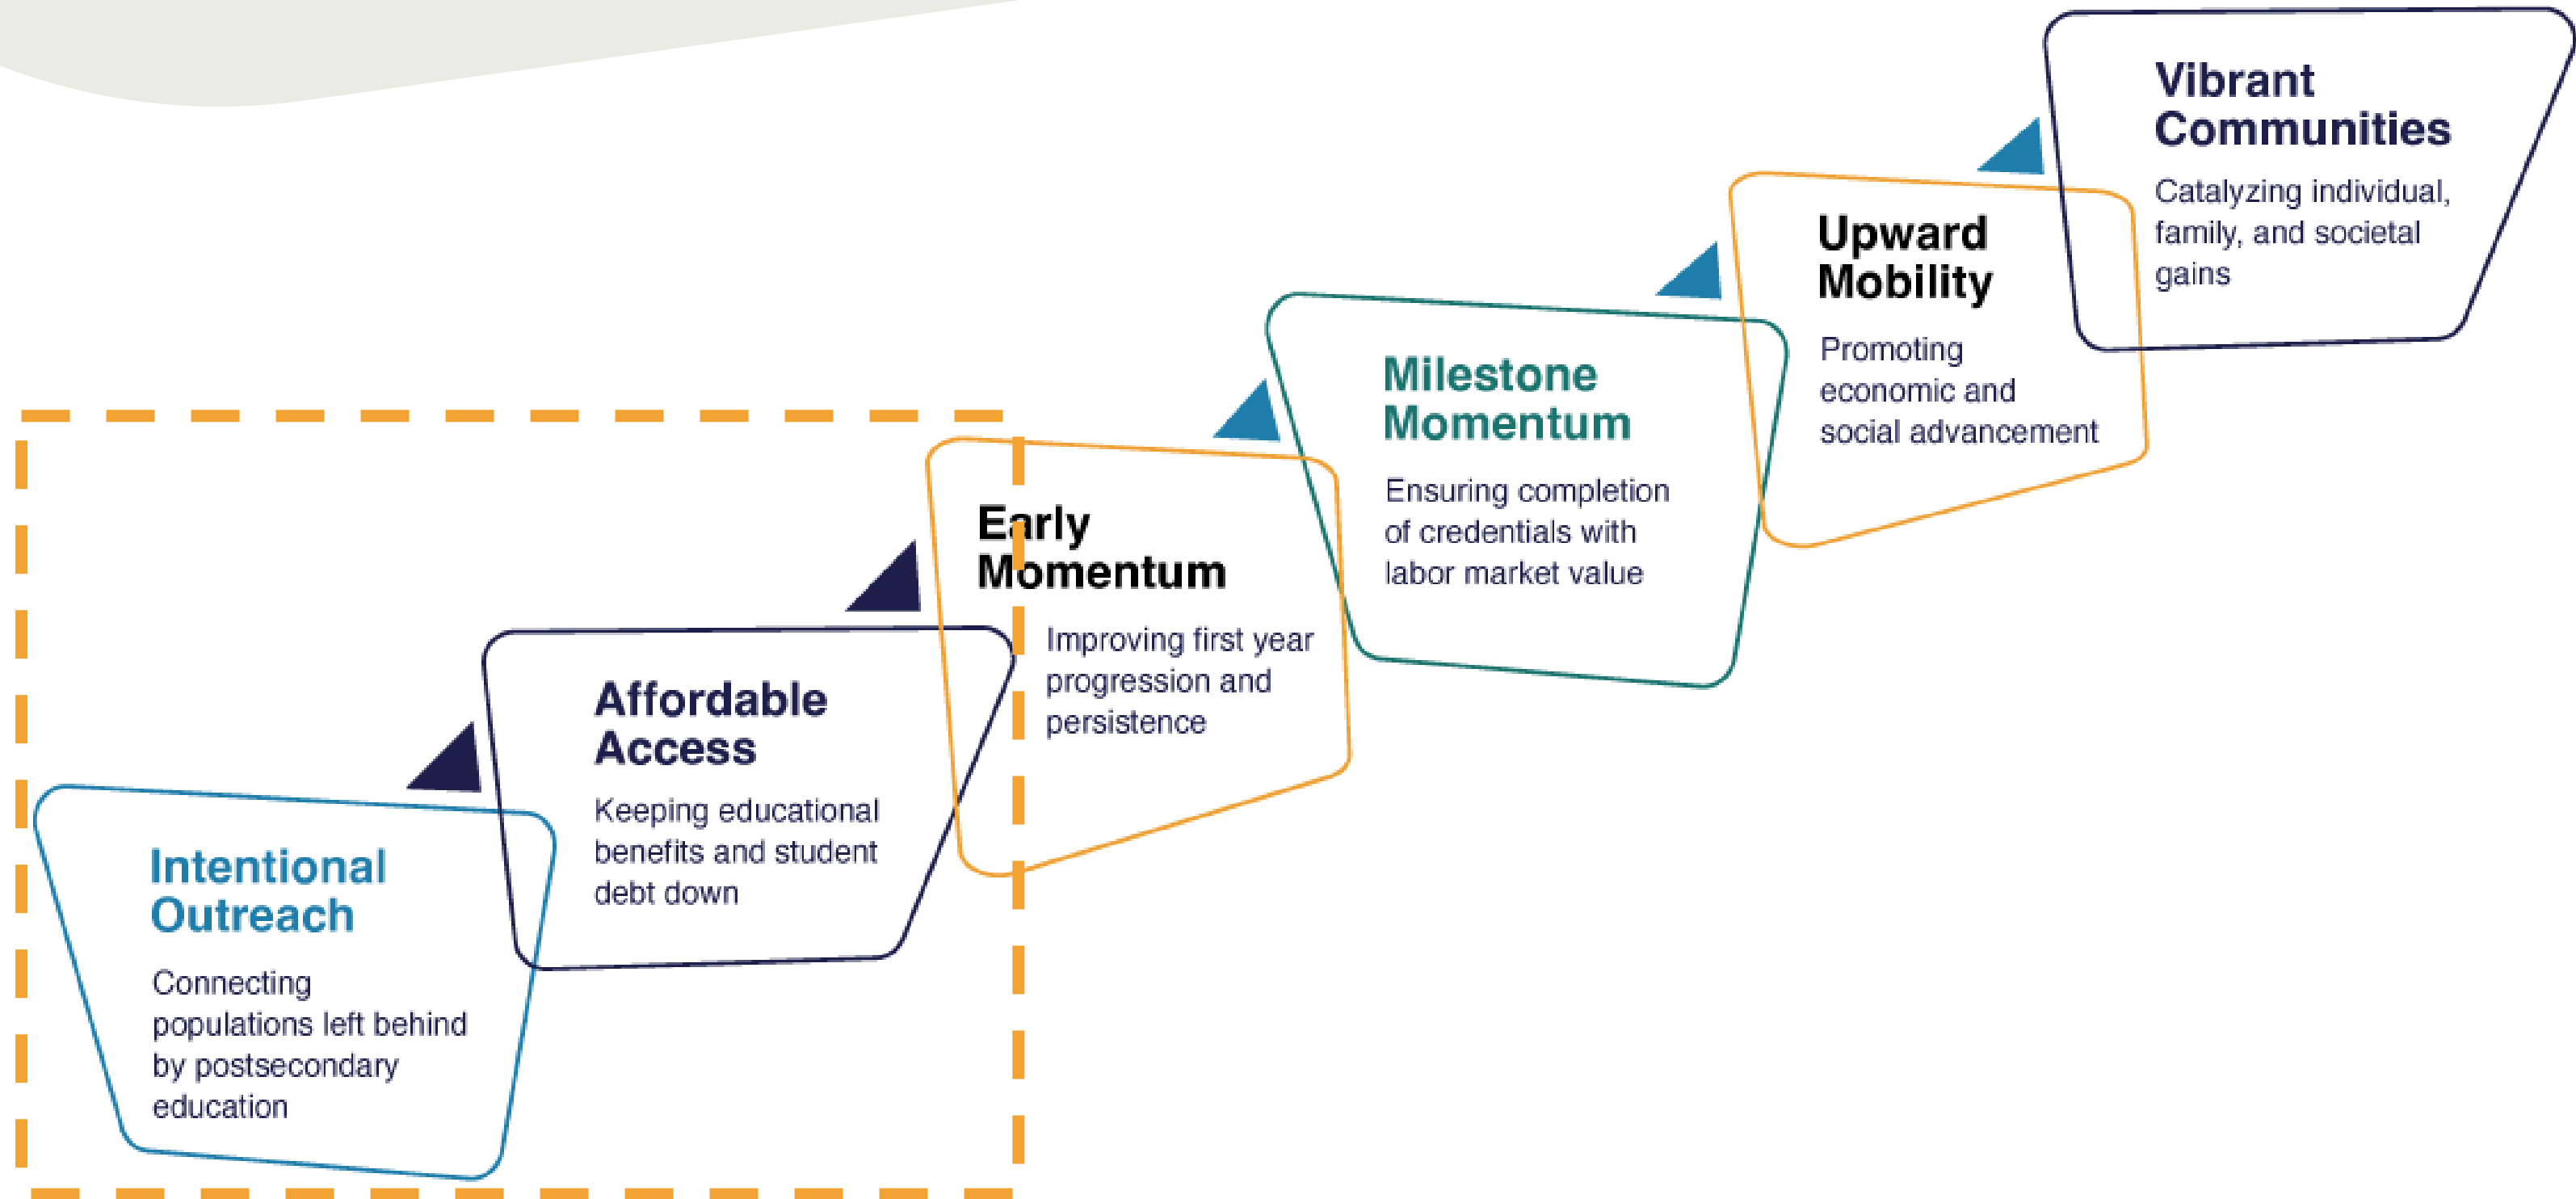 Intentional
Outreach
Connecting
populations left behind
by postsecondary
education
Affordable
Access
Keeping educational
benefits and student
debt down
Early
Momentum
Improving first year
progression and
persistence
Milestone
Momentum
Ensuring completion
of credentials with
labor market value
Upward
Mobility
Promoting
economic and
social advancement
Vibrant
Communities
Catalyzing individual,
family, and societal
gains